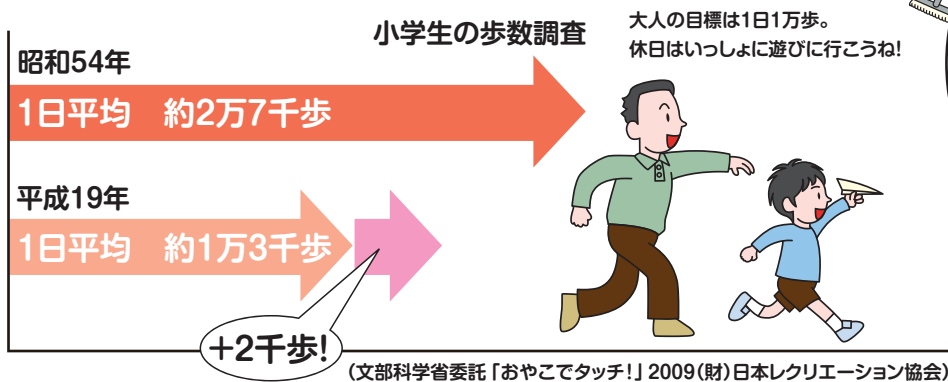 小学生の歩数調査
大人の目標は1日1万歩。
休日はいっしょに遊びに行こうね!
昭和54年
1日平均 約2万7千歩
平成19年
1日平均 約1万3千歩
+2千歩!
(文部科学省委託「おやこでタッチ!」2009(財)日本レクリエーション協会)